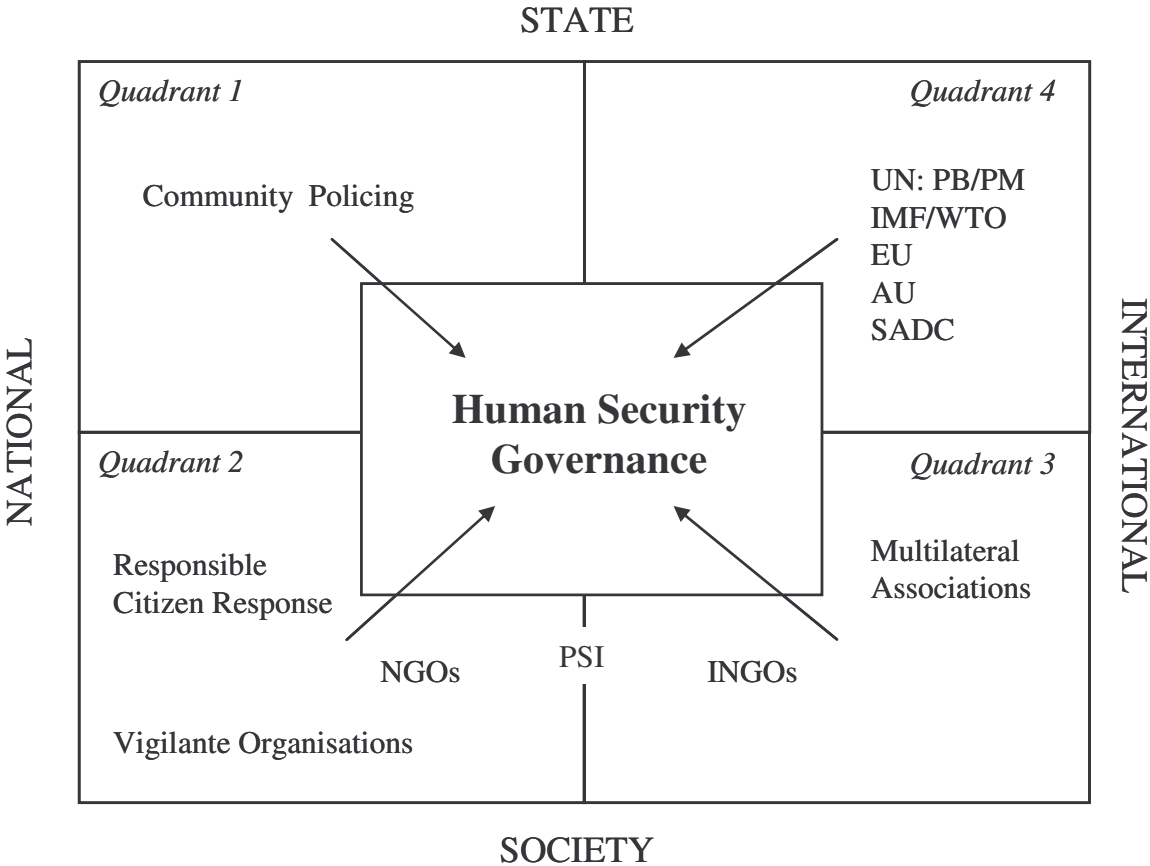 STATE
Quadrant 1
Quadrant 4
Community Policing
UN: PB/PM
IMF/WTO
EU
AU
SADC
NATIONAL
INTERNATIONAL
Human Security
Governance
Quadrant 2
Quadrant 3
Responsible
Citizen Response
Multilateral
Associations
NGOs
PSI
INGOs
Vigilante Organisations
SOCIETY